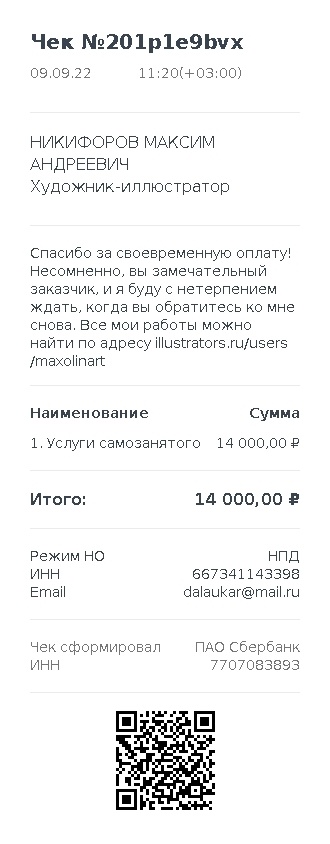 Чек №201p1e9bvx
09.09.22 11:20(+03:00)
НИКИФОРОВ МАКСИМ
АНДРЕЕВИЧ
Художник-иллюстратор
Спасибо за своевременную оплату!
Несомненно, вы замечательный
заказчик, и я буду с нетерпением
ждать, когда вы обратитесь ко мне
снова. Все мои работы можно
найти по адресу illustrators.ru/users
/maxolinart
Наименование Сумма
1. Услуги самозанятого 14 000,00 ₽
Итого: 14 000,00 ₽
Режим НО НПД
ИНН 667341143398
Email dalaukar@mail.ru
Чек сформировал ПАО Сбербанк
ИНН 7707083893